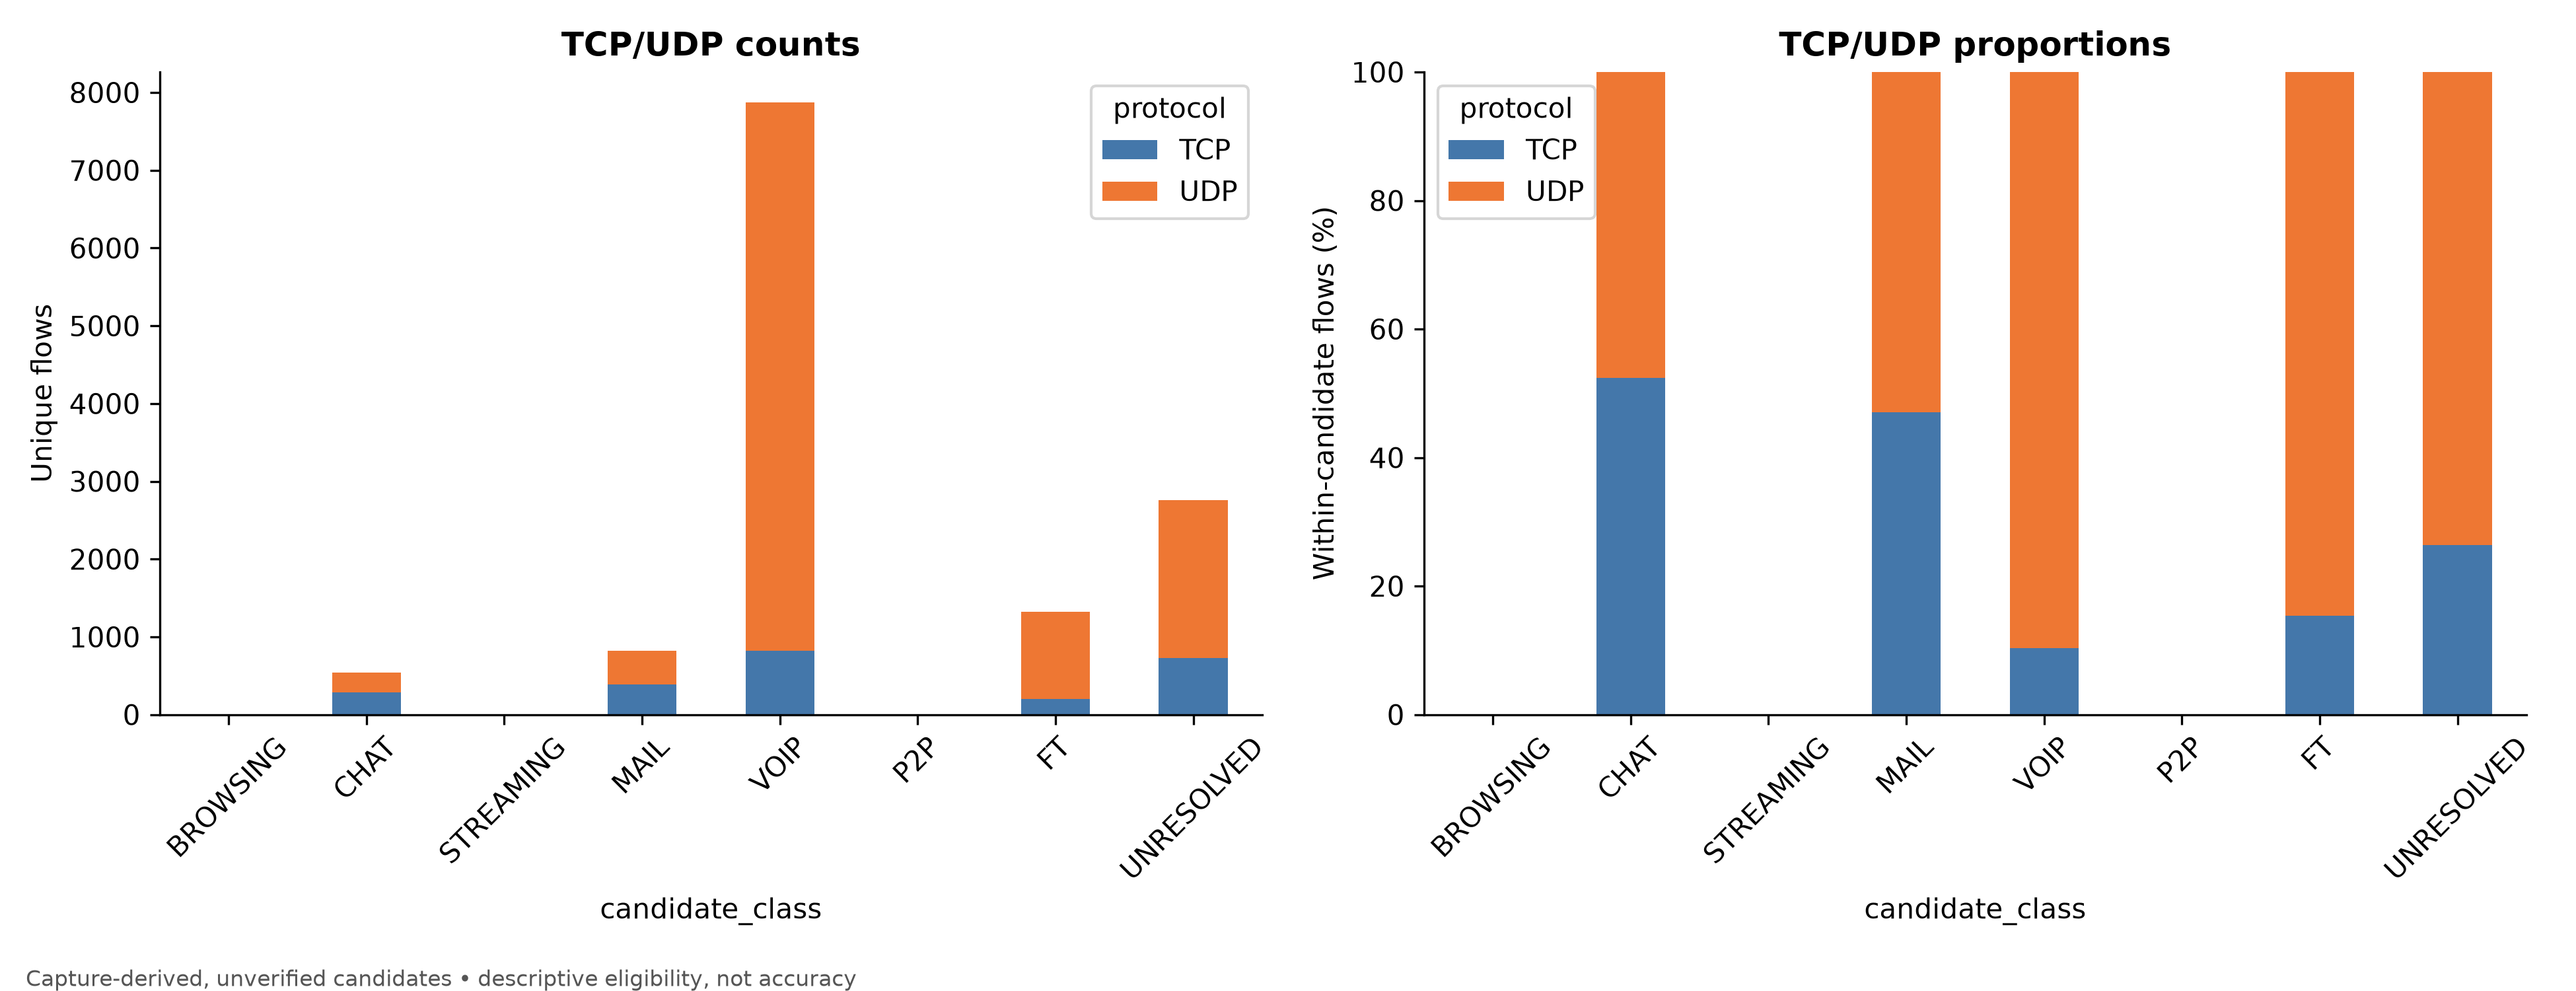 TCP/UDP counts
Unique flows
8000
7000
6000
5000
4000
3000
2000
1000
0
protocol
TCP
UDP
BROWSING
CHAT
STREAMING
MAIL
VOIP
P2P
FT
UNRESOLVED
candidate_class
TCP/UDP proportions
Within-candidate flows (%)
100
80
60
40
20
0
protocol
TCP
UDP
BROWSING
CHAT
STREAMING
MAIL
VOIP
P2P
FT
UNRESOLVED
candidate_class
Capture-derived, unverified candidates • descriptive eligibility, not accuracy